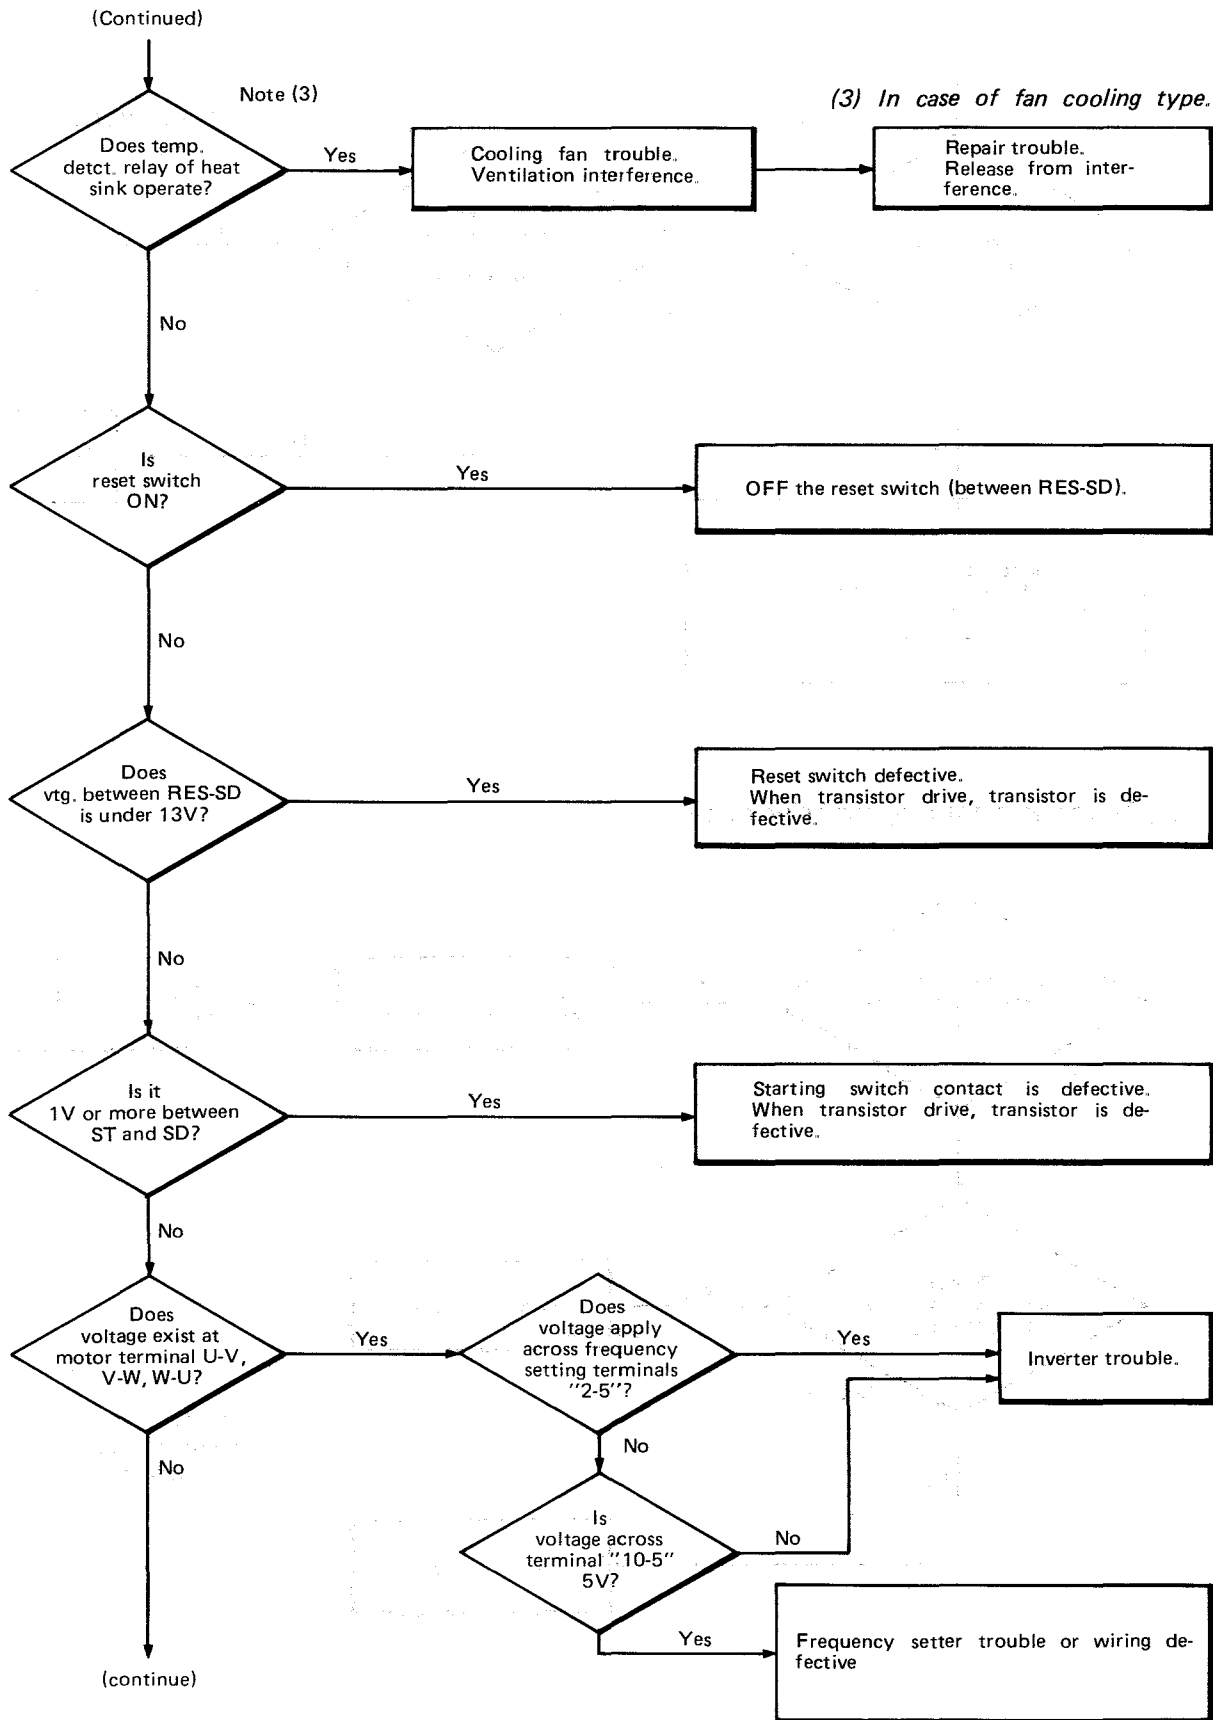 (Continued)
Note (3)
(3) In case of fan cooling type.
Does temp.
detct. relay of heat
sink operate?
Yes
Cooling fan trouble.
Ventilation interference.
Repair trouble.
Release from inter-
ference.
No
Is
reset switch
ON?
Yes
OFF the reset switch (between RES-SD).
No
Does
vtg. between RES-SD
is under 13V?
Yes
Reset switch defective.
When transistor drive, transistor is de-
fective.
No
Is it
1V or more between
ST and SD?
Yes
Starting switch contact is defective.
When transistor drive, transistor is de-
fective.
No
Does
voltage exist at
motor terminal U-V,
V-W, W-U?
Yes
Does
voltage apply
across frequency
setting terminals
"2-5"?
Yes
Inverter trouble.
No
No
Is
voltage across
terminal "10-5"
5V?
No
Yes
Frequency setter trouble or wiring de-
fective
(continue)